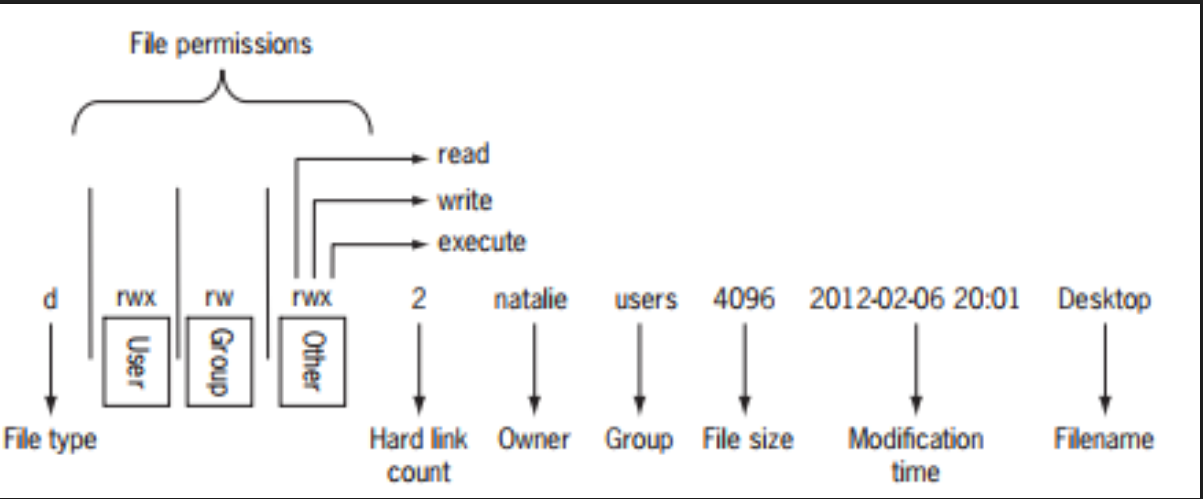 File permissions
read
write
execute
d rwx rw rwx 2 natalie users 4096 2012-02-06 20:01 Desktop
User Group Other
File type Hard link count Owner Group File size Modification time Filename